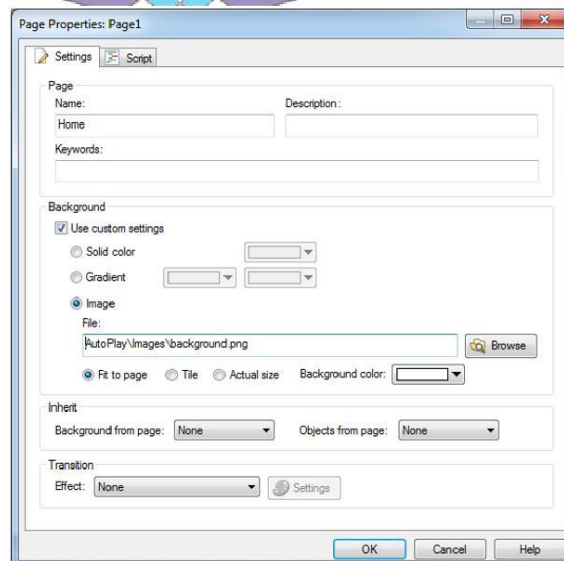 Page Properties: Page1
Settings Script
Page
Name: Description:
Home
Keywords:
Background
Use custom settings
Solid color
Gradient
Image
File:
AutoPlay\Images\background.png Browse
Fit to page Tile Actual size Background color:
Inherit
Background from page: None Objects from page: None
Transition
Effect: None Settings
OK Cancel Help